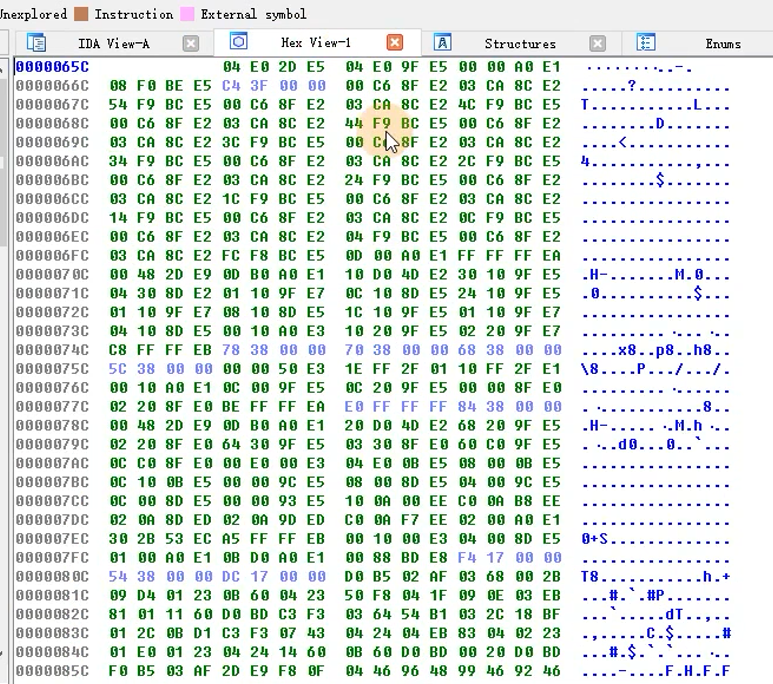 Unexplored Instruction External symbol
IDA View-A Hex View-1 Structures Enums
0000065C 04 E0 2D E5 04 E0 9F E5 00 00 A0 E1 ........-.
0000066C 08 F0 BE E5 C4 3F 00 00 00 C6 8F E2 03 CA 8C E2 .....?..........
0000067C 54 F9 BC E5 00 C6 8F E2 03 CA 8C E2 4C F9 BC E5 T...........L...
0000068C 00 C6 8F E2 03 CA 8C E2 44 F9 BC E5 00 C6 8F E2 ........D.......
0000069C 03 CA 8C E2 3C F9 BC E5 00 C6 8F E2 03 CA 8C E2 ....<...........
000006AC 34 F9 BC E5 00 C6 8F E2 03 CA 8C E2 2C F9 BC E5 4...........,...
000006BC 00 C6 8F E2 03 CA 8C E2 24 F9 BC E5 00 C6 8F E2 ........$.......
000006CC 03 CA 8C E2 1C F9 BC E5 00 C6 8F E2 03 CA 8C E2 ................
000006DC 14 F9 BC E5 00 C6 8F E2 03 CA 8C E2 0C F9 BC E5 ................
000006EC 00 C6 8F E2 03 CA 8C E2 04 F9 BC E5 00 C6 8F E2 ................
000006FC 03 CA 8C E2 FC F8 BC E5 0D 00 A0 E1 FF FF FF EA ................
0000070C 00 48 2D E9 0D B0 A0 E1 10 D0 4D E2 30 10 9F E5 .H-.......M.0...
0000071C 04 30 8D E2 01 10 9F E7 0C 10 8D E5 24 10 9F E5 .0..........$...
0000072C 01 10 9F E7 08 10 8D E5 1C 10 9F E5 01 10 9F E7 ................
0000073C 04 10 8D E5 00 10 A0 E3 10 20 9F E5 02 20 9F E7 ......... ... ..
0000074C C8 FF FF EB 78 38 00 00 70 38 00 00 68 38 00 00 ....x8..p8..h8..
0000075C 5C 38 00 00 00 00 50 E3 1E FF 2F 01 10 FF 2F E1 \8....P.../.../.
0000076C 00 10 A0 E1 0C 00 9F E5 0C 20 9F E5 00 00 8F E0 ......... ......
0000077C 02 20 8F E0 BE FF FF EA E0 FF FF FF 84 38 00 00 . ...........8..
0000078C 00 48 2D E9 0D B0 A0 E1 20 D0 4D E2 68 20 9F E5 .H-..... .M.h ..
0000079C 02 20 8F E0 64 30 9F E5 03 30 8F E0 60 C0 9F E5 . ..d0...0..`...
000007AC 0C C0 8F E0 00 E0 00 E3 04 E0 0B E5 08 00 0B E5 ................
000007BC 0C 10 0B E5 00 00 9C E5 08 00 8D E5 04 00 9C E5 ................
000007CC 0C 00 8D E5 00 00 93 E5 10 0A 00 EE C0 0A B8 EE ................
000007DC 02 0A 8D ED 02 0A 9D ED C0 0A F7 EE 02 00 A0 E1 ................
000007EC 30 2B 53 EC A5 FF FF EB 00 10 00 E3 04 00 8D E5 0+S.............
000007FC 01 00 A0 E1 0B D0 A0 E1 00 88 BD E8 F4 17 00 00 ................
0000080C 54 38 00 00 DC 17 00 00 D0 B5 02 AF 03 68 00 2B T8...........h.+
0000081C 09 D4 01 23 0B 60 04 23 50 F8 04 1F 09 0E 03 EB ...#.`.#P.......
0000082C 81 01 11 60 D0 BD C3 F3 03 64 54 B1 03 2C 18 BF ...`.....dT..,..
0000083C 01 2C 0B D1 C3 F3 07 43 04 24 04 EB 83 04 02 23 .,.....C.$.....#
0000084C 01 E0 01 23 04 24 14 60 0B 60 D0 BD 00 20 D0 BD ...#.$.`.`... ..
0000085C F0 B5 03 AF 2D E9 F8 0F 04 46 96 48 99 46 92 46 ....-....F.H.F.F